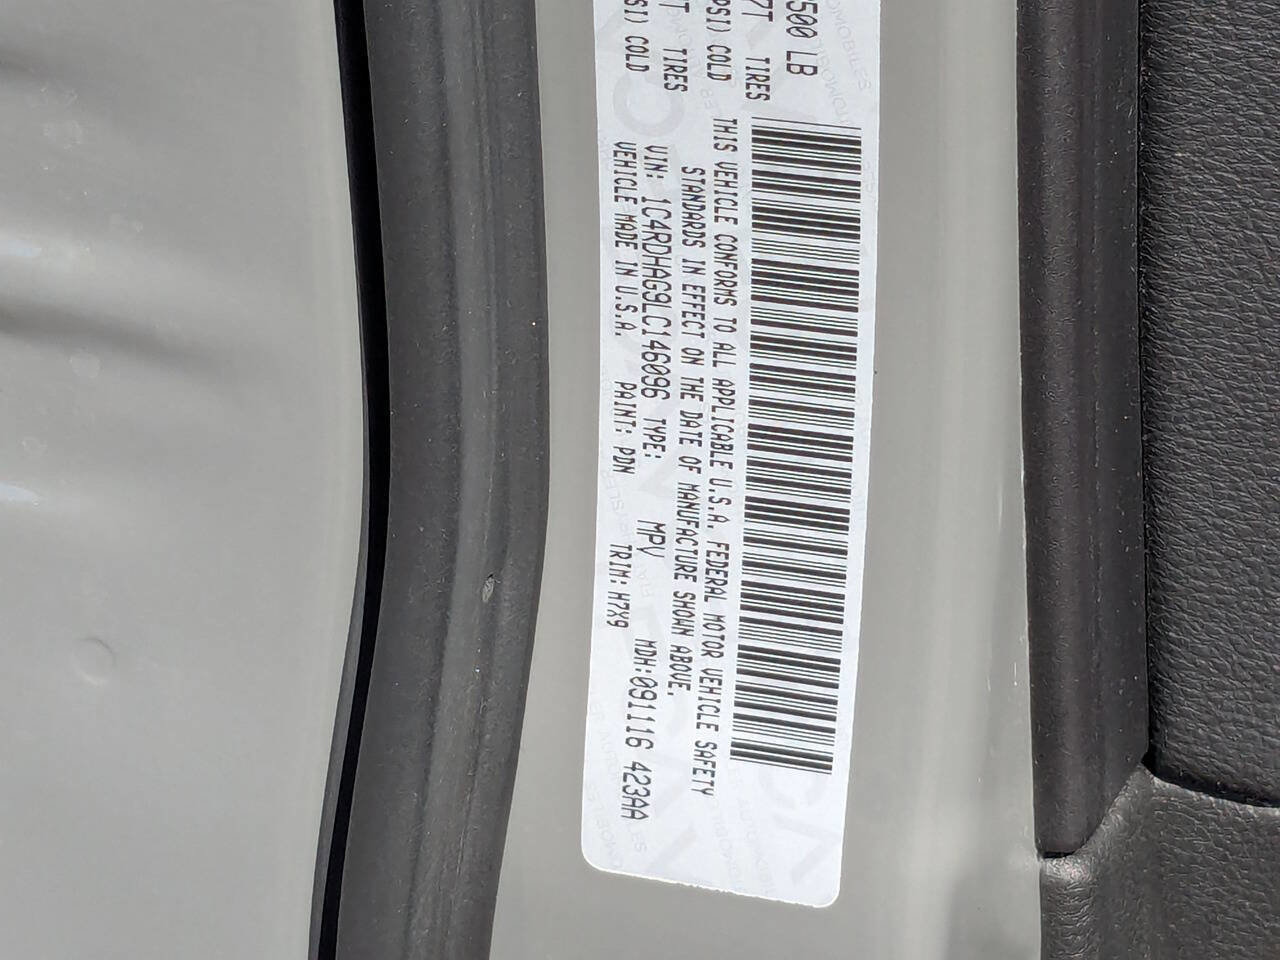 500 LB
7T TIRES
PSI) COLD
T TIRES
SI) COLD
THIS VEHICLE CONFORMS TO ALL APPLICABLE U.S.A. FEDERAL MOTOR VEHICLE SAFETY
STANDARDS IN EFFECT ON THE DATE OF MANUFACTURE SHOWN ABOVE.
VIN: 1C4RDHAG9LC146096 TYPE: MPV MDH:091116 423AA
VEHICLE MADE IN U.S.A. PAINT: PDN TRIM: H7X9